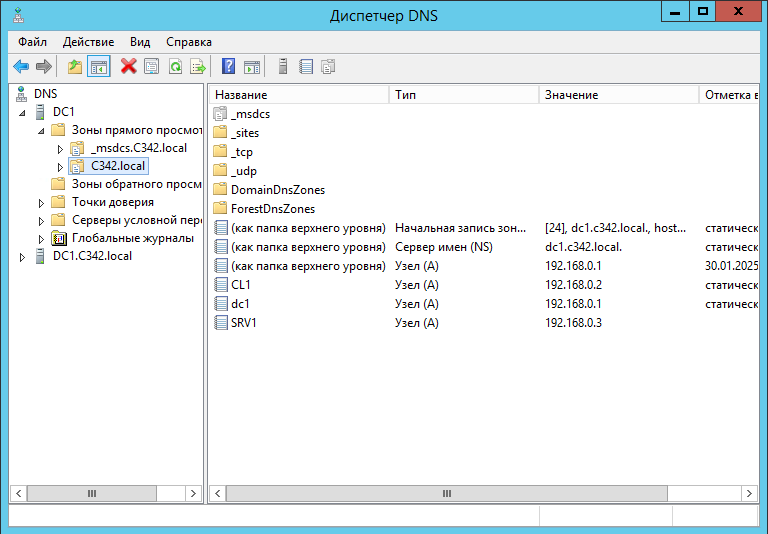 Диспетчер DNS
Файл Действие Вид Справка
DNS
DC1
Зоны прямого просмот
_msdcs.C342.local
C342.local
Зоны обратного просм
Точки доверия
Серверы условной пере
Глобальные журналы
DC1.C342.local
Название Тип Значение Отметка в
_msdcs
_sites
_tcp
_udp
DomainDnsZones
ForestDnsZones
(как папка верхнего уровня) Начальная запись зон... [24], dc1.c342.local., host... статическ
(как папка верхнего уровня) Сервер имен (NS) dc1.c342.local. статическ
(как папка верхнего уровня) Узел (A) 192.168.0.1 30.01.2025
CL1 Узел (A) 192.168.0.2 статическ
dc1 Узел (A) 192.168.0.1 статическ
SRV1 Узел (A) 192.168.0.3